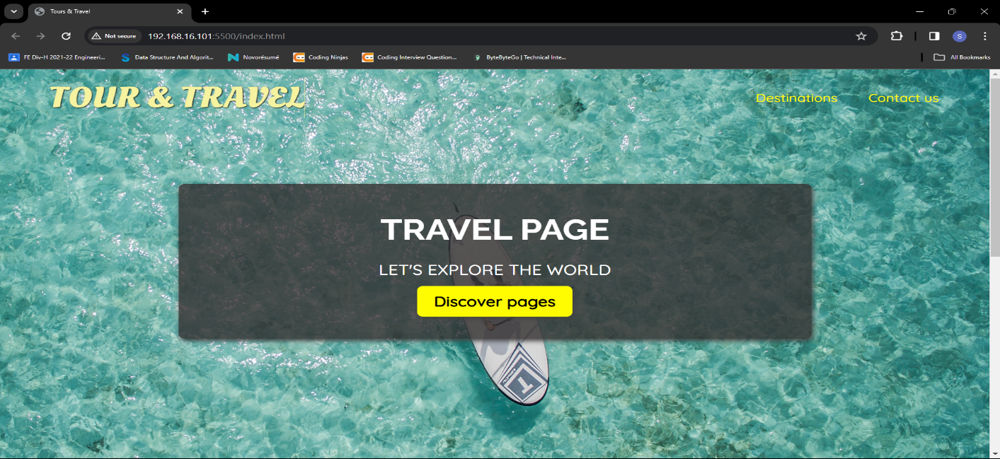 Tours & Travel
Not secure 192.168.16.101:5500/index.html S
FE Div-H 2021-22 Engineeri... Data Structure And Algorit... Novorésumé Coding Ninjas Coding Interview Question... ByteByteGo | Technical Inte... All Bookmarks
TOUR & TRAVEL Destinations Contact us
TRAVEL PAGE
LET'S EXPLORE THE WORLD
Discover pages